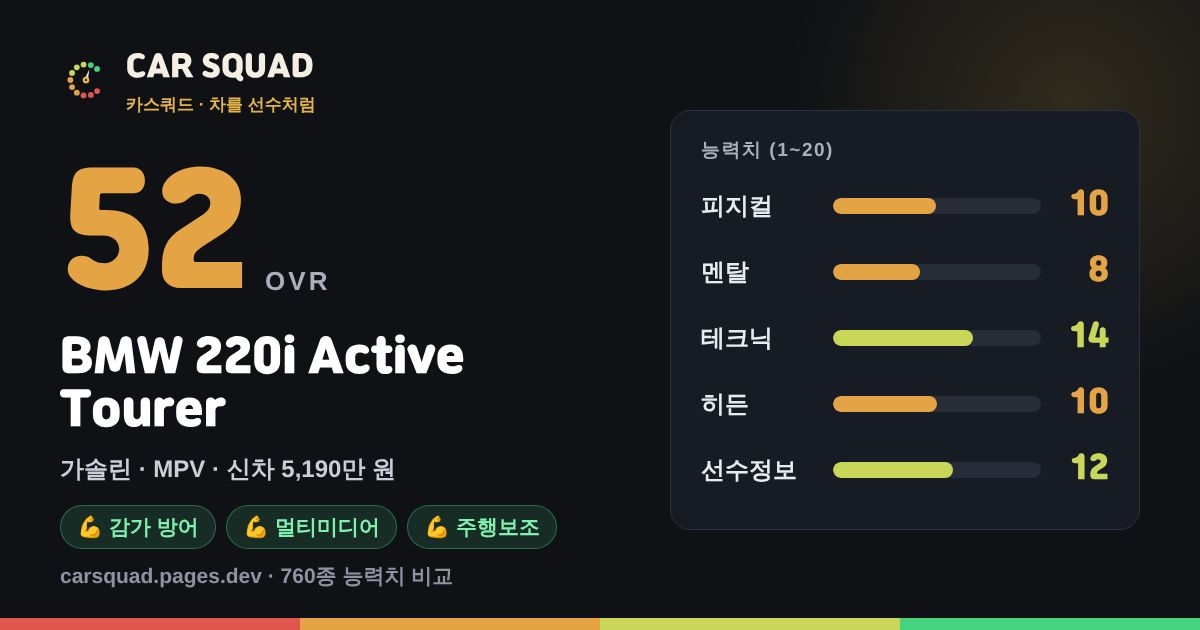 CAR SQUAD
카스쿼드 · 차를 선수처럼
52 OVR
BMW 220i Active
Tourer
가솔린 · MPV · 신차 5,190만 원
💪 감가 방어 💪 멀티미디어 💪 주행보조
carsquad.pages.dev · 760종 능력치 비교
능력치 (1~20)
피지컬 10
멘탈 8
테크닉 14
히든 10
선수정보 12